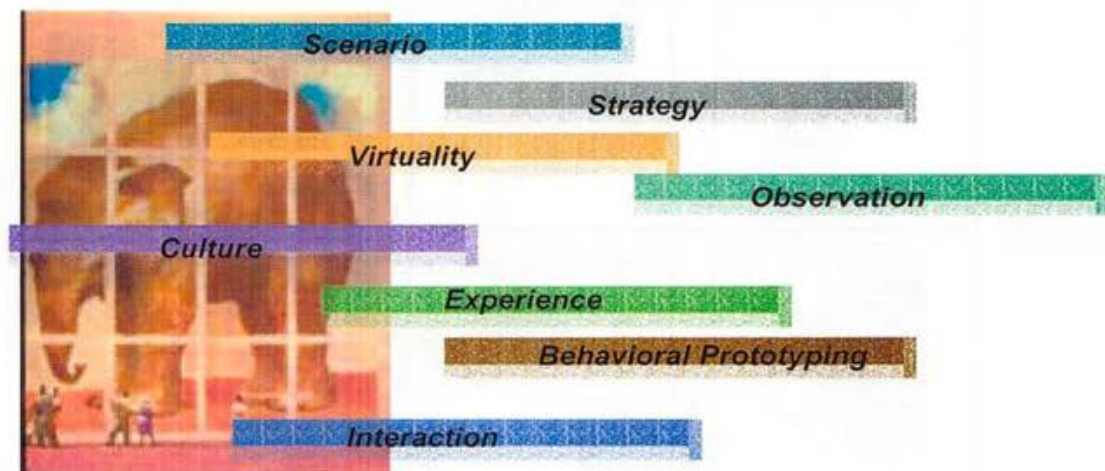 Scenario
Strategy
Virtuality
Observation
Culture
Experience
Behavioral Prototyping
Interaction